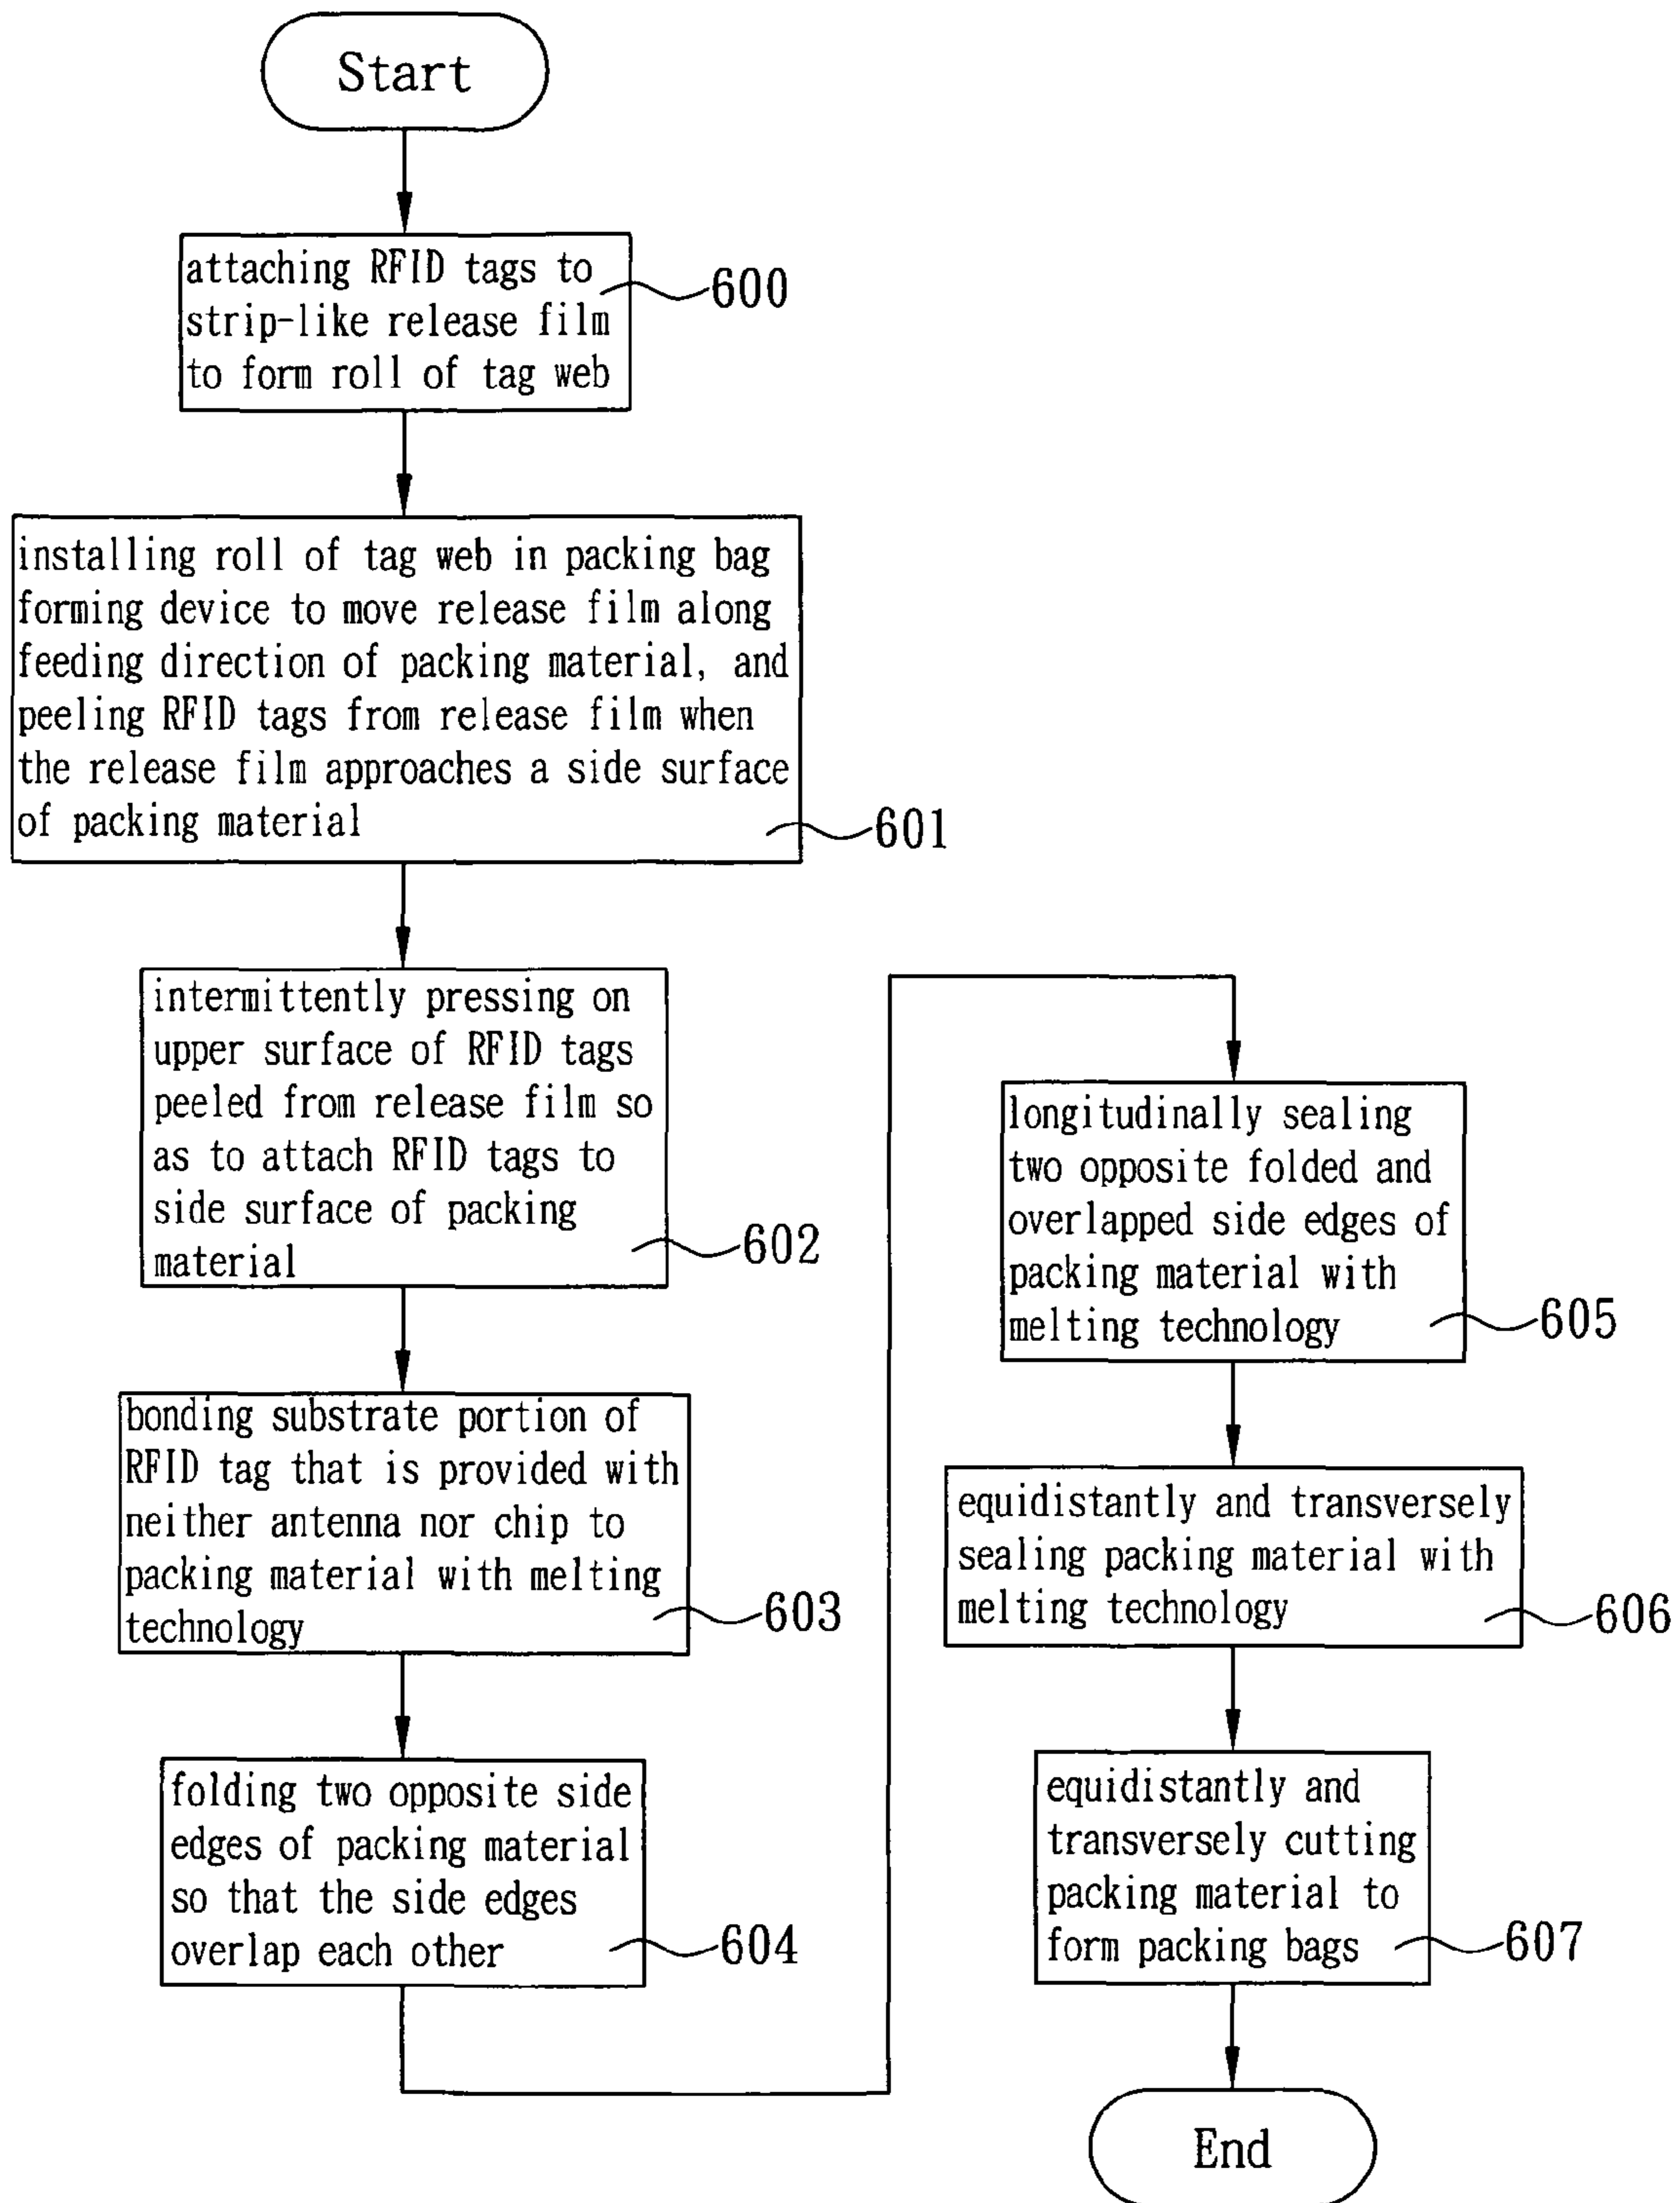 Start
attaching RFID tags to
strip-like release film
to form roll of tag web
600
installing roll of tag web in packing bag
forming device to move release film along
feeding direction of packing material, and
peeling RFID tags from release film when
the release film approaches a side surface
of packing material
601
intermittently pressing on
upper surface of RFID tags
peeled from release film so
as to attach RFID tags to
side surface of packing
material
602
bonding substrate portion of
RFID tag that is provided with
neither antenna nor chip to
packing material with melting
technology
603
folding two opposite side
edges of packing material
so that the side edges
overlap each other
604
longitudinally sealing
two opposite folded and
overlapped side edges of
packing material with
melting technology
605
equidistantly and transversely
sealing packing material with
melting technology
606
equidistantly and
transversely cutting
packing material to
form packing bags
607
End